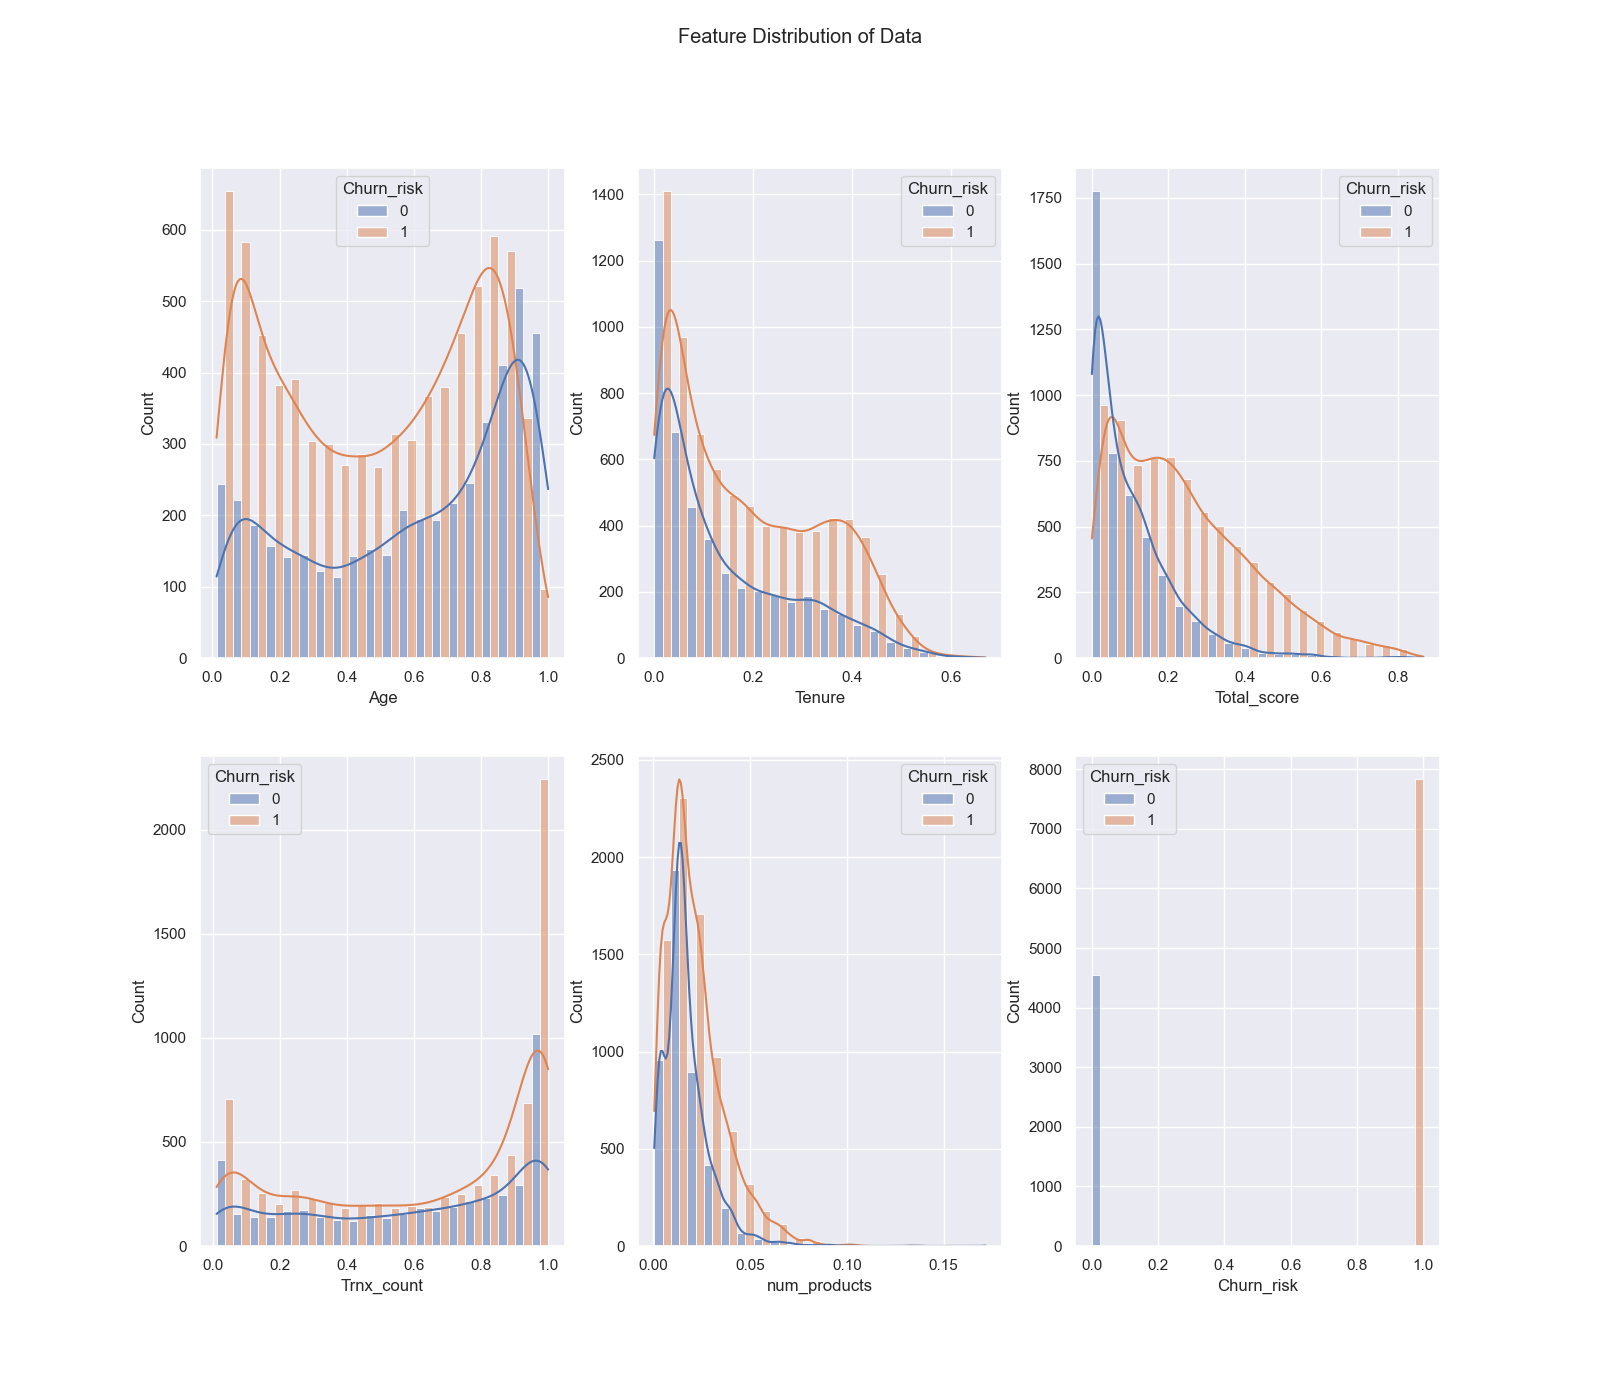 Feature Distribution of Data
Churn_risk
0
1
600
500
400
300
200
100
0
Count
0.0 0.2 0.4 0.6 0.8 1.0
Age
Churn_risk
0
1
1400
1200
1000
800
600
400
200
0
Count
0.0 0.2 0.4 0.6
Tenure
Churn_risk
0
1
1750
1500
1250
1000
750
500
250
0
Count
0.0 0.2 0.4 0.6 0.8
Total_score
Churn_risk
0
1
2000
1500
1000
500
0
Count
0.0 0.2 0.4 0.6 0.8 1.0
Trnx_count
Churn_risk
0
1
2500
2000
1500
1000
500
0
Count
0.00 0.05 0.10 0.15
num_products
Churn_risk
0
1
8000
7000
6000
5000
4000
3000
2000
1000
0
Count
0.0 0.2 0.4 0.6 0.8 1.0
Churn_risk